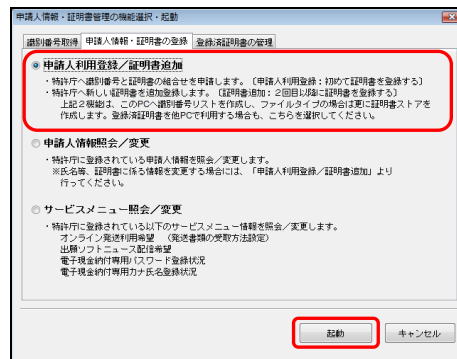 申請人情報・証明書管理の機能選択・起動
識別番号取得 申請人情報・証明書の登録 登録済証明書の管理
申請人利用登録／証明書追加
・特許庁へ識別番号と証明書の組合せを申請します。〔申請人利用登録：初めて証明書を登録する〕
・特許庁へ新しい証明書を追加登録します。〔証明書追加：２回目以降に証明書を登録する〕
上記２機能は、このPCへ識別番号リストを作成し、ファイルタイプの場合は更に証明書ストアを
作成します。登録済証明書を他PCで利用する場合も、こちらを選択してください。
申請人情報照会／変更
・特許庁に登録されている申請人情報を照会／変更します。
※氏名等、証明書に係る情報を変更する場合には、「申請人利用登録／証明書追加」より
行ってください。
サービスメニュー照会／変更
・特許庁に登録されている以下のサービスメニュー情報を照会／変更します。
オンライン発送利用希望　（発送書類の受取方法設定）
出願ソフトニュース配信希望
電子現金納付専用パスワード登録状況
電子現金納付専用カナ氏名登録状況
起動 キャンセル